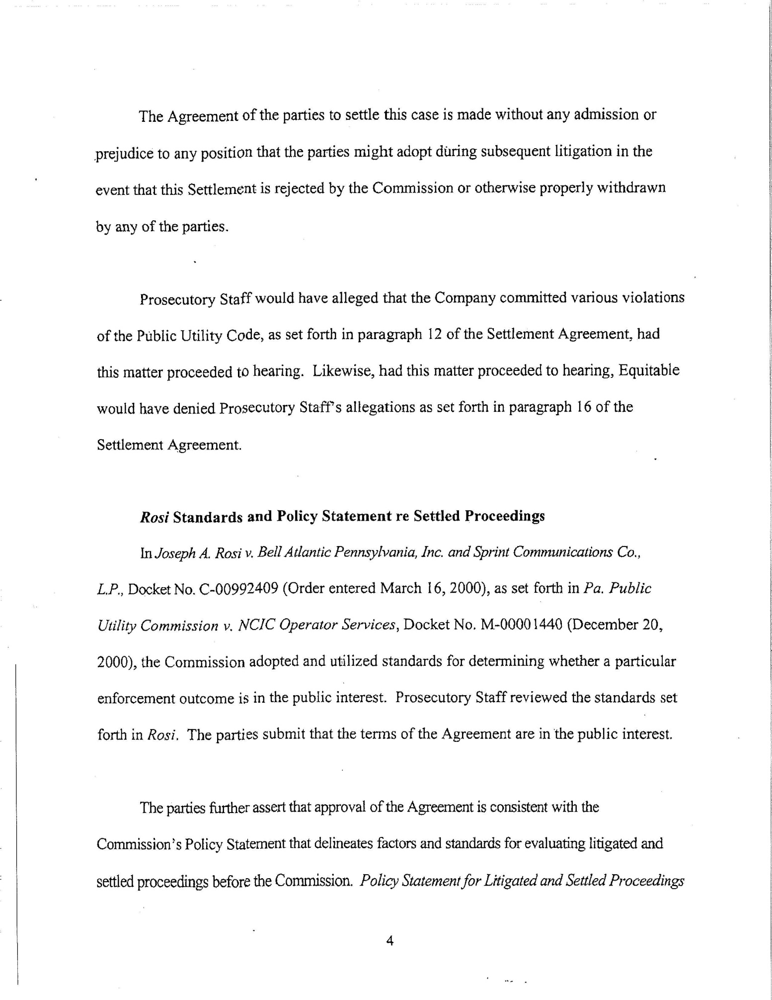 The Agreement of the parties to settle this case is made without any admission or
prejudice to any position that the parties might adopt during subsequent litigation in the
event that this Settlement is rejected by the Commission or otherwise properly withdrawn
by any of the parties.
Prosecutory Staff would have alleged that the Company committed various violations
of the Public Utility Code, as set forth in paragraph 12 of the Settlement Agreement, had
this matter proceeded to hearing. Likewise, had this matter proceeded to hearing, Equitable
would have denied Prosecutory Staff's allegations as set forth in paragraph 16 of the
Settlement Agreement.
Rosi Standards and Policy Statement re Settled Proceedings
In Joseph A. Rosi v. Bell Atlantic Pennsylvania, Inc. and Sprint Communications Co.,
L.P., Docket No. C-00992409 (Order entered March 16, 2000), as set forth in Pa. Public
Utility Commission v. NCIC Operator Services, Docket No. M-00001440 (December 20,
2000), the Commission adopted and utilized standards for determining whether a particular
enforcement outcome is in the public interest. Prosecutory Staff reviewed the standards set
forth in Rosi. The parties submit that the terms of the Agreement are in the public interest.
The parties further assert that approval of the Agreement is consistent with the
Commission's Policy Statement that delineates factors and standards for evaluating litigated and
settled proceedings before the Commission. Policy Statement for Litigated and Settled Proceedings
4